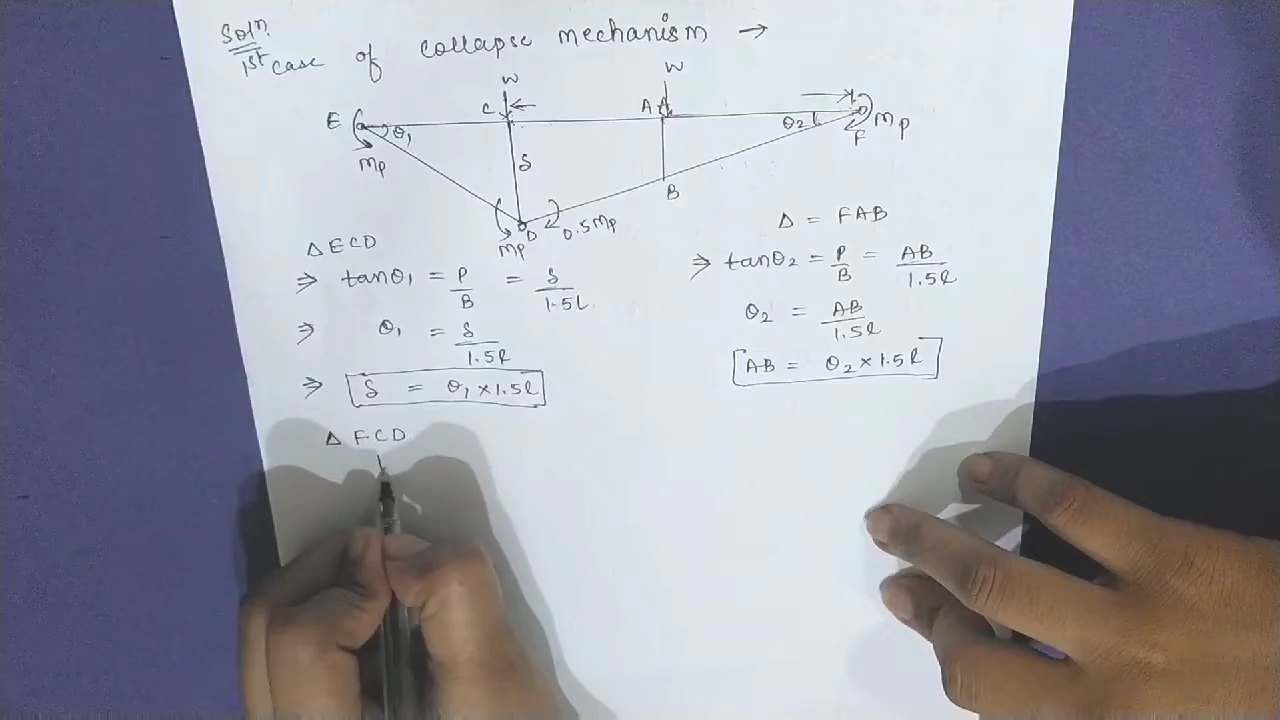 Solⁿ.
1st case of collapse mechanism →
W W
E θ₁ C A θ₂ F Mp
Mp δ B
D Mp 0.5Mp
Δ ECD
⇒ tanθ₁ = P/B = δ/1.5l
⇒ θ₁ = δ/1.5l
⇒ δ = θ₁ × 1.5l
Δ FCD
Δ = FAB
⇒ tanθ₂ = P/B = AB/1.5l
θ₂ = AB/1.5l
AB = θ₂ × 1.5l